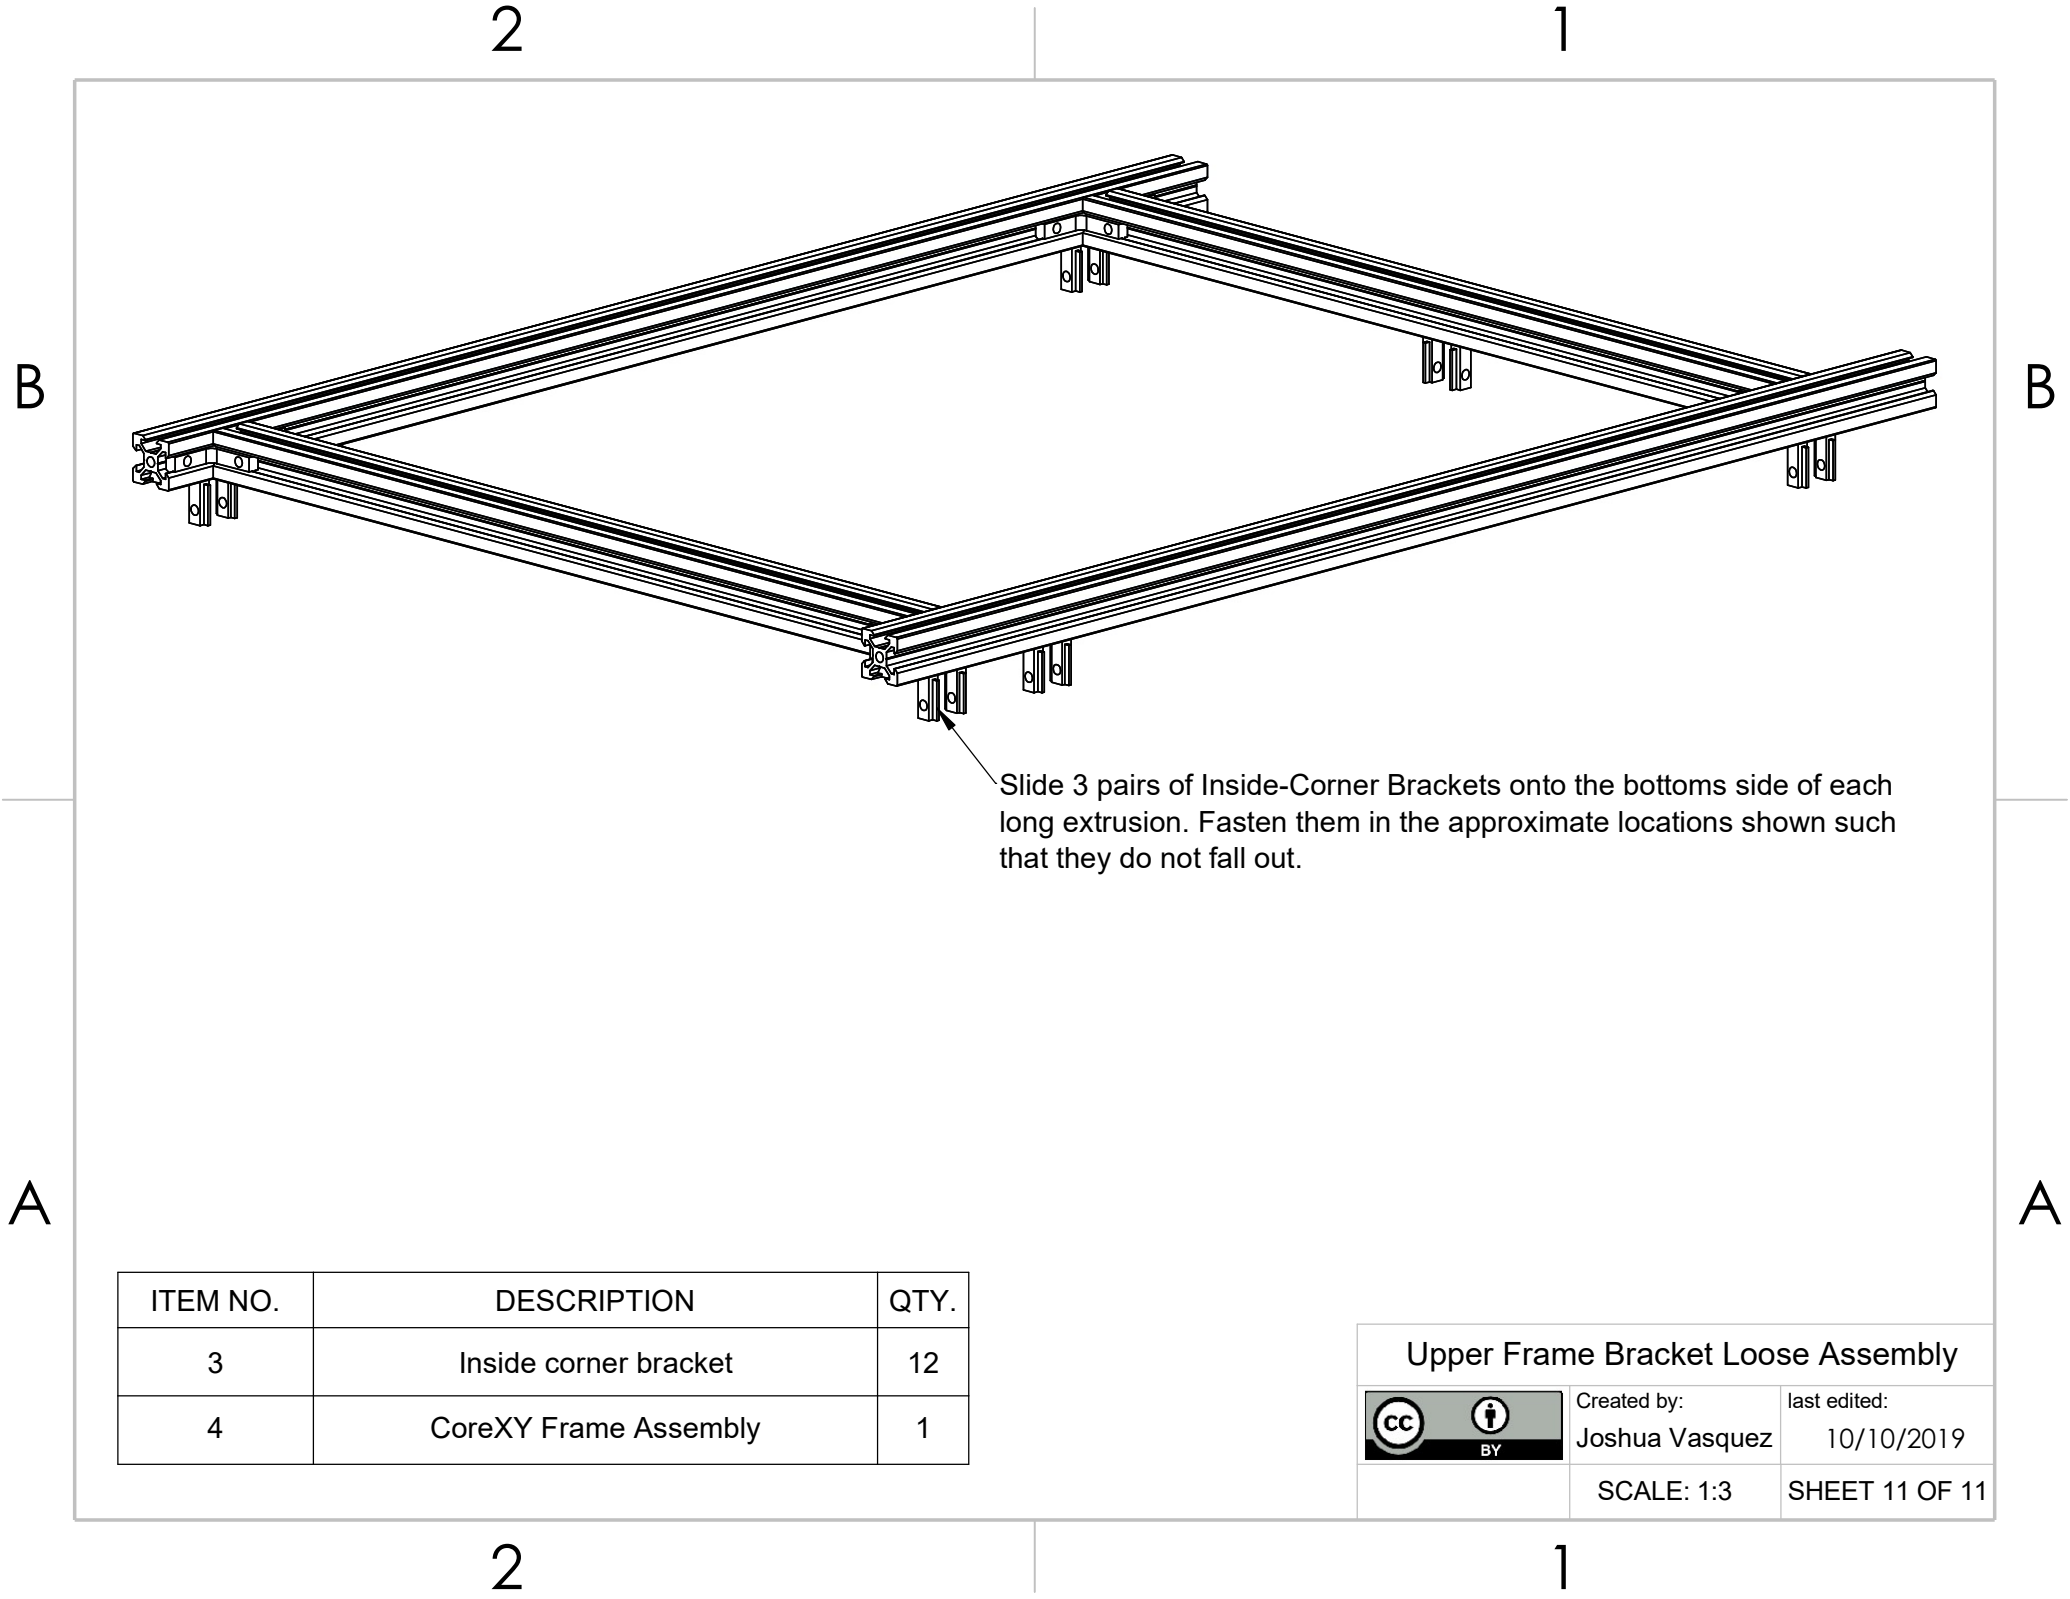 2 1
B B
Slide 3 pairs of Inside-Corner Brackets onto the bottoms side of each
long extrusion. Fasten them in the approximate locations shown such
that they do not fall out.
A A
ITEM NO. DESCRIPTION QTY.
3 Inside corner bracket 12
4 CoreXY Frame Assembly 1
Upper Frame Bracket Loose Assembly
cc BY
Created by:
Joshua Vasquez
last edited:
10/10/2019
SCALE: 1:3
SHEET 11 OF 11
2 1